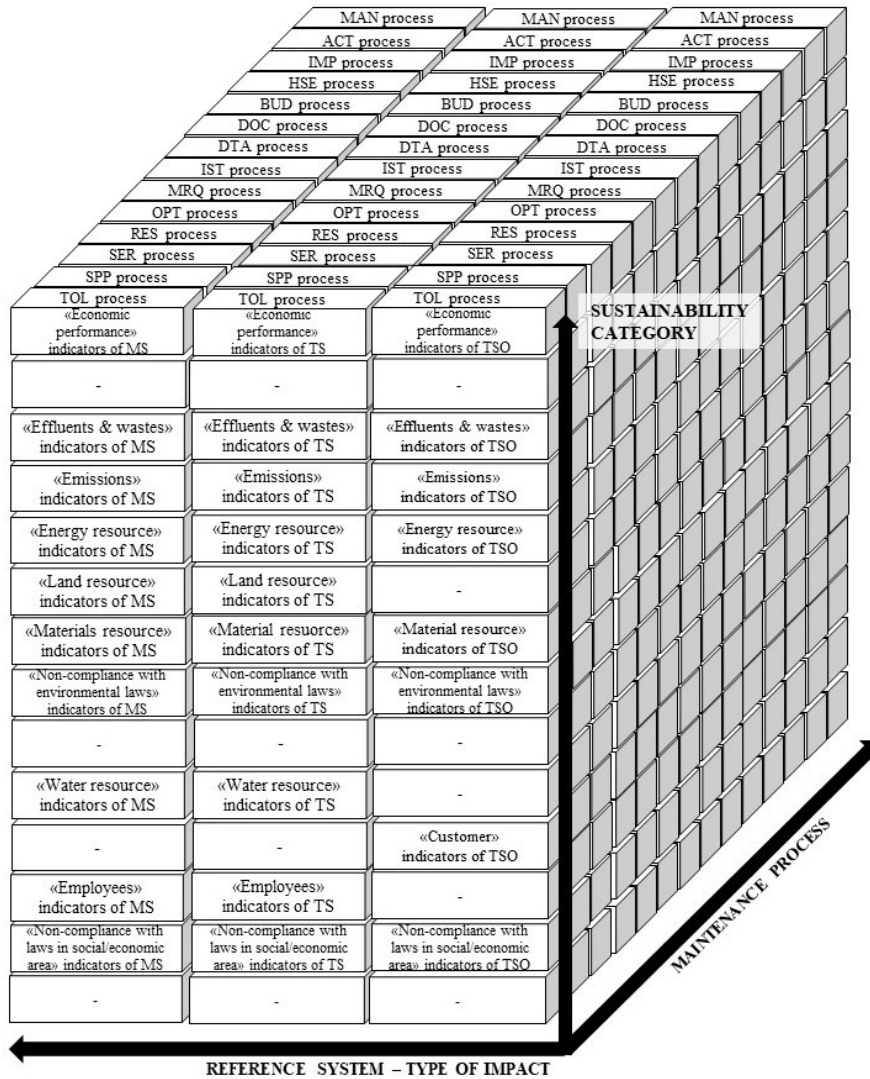 MAN process MAN process MAN process
ACT process ACT process ACT process
IMP process IMP process IMP process
HSE process HSE process HSE process
BUD process BUD process BUD process
DOC process DOC process DOC process
DTA process DTA process DTA process
IST process IST process IST process
MRQ process MRQ process MRQ process
OPT process OPT process OPT process
RES process RES process RES process
SER process SER process SER process
SPP process SPP process SPP process
TOL process TOL process TOL process
«Economic
performance»
indicators of MS
«Economic
performance»
indicators of TS
«Economic
performance»
indicators of TSO
SUSTAINABILITY
CATEGORY
- - -
«Effluents & wastes»
indicators of MS
«Effluents & wastes»
indicators of TS
«Effluents & wastes»
indicators of TSO
«Emissions»
indicators of MS
«Emissions»
indicators of TS
«Emissions»
indicators of TSO
«Energy resource»
indicators of MS
«Energy resource»
indicators of TS
«Energy resource»
indicators of TSO
«Land resource»
indicators of MS
«Land resource»
indicators of TS
-
«Materials resource»
indicators of MS
«Material resuorce»
indicators of TS
«Material resource»
indicators of TSO
«Non-compliance with
environmental laws»
indicators of MS
«Non-compliance with
environmental laws»
indicators of TS
«Non-compliance with
environmental laws»
indicators of TSO
- - -
«Water resource»
indicators of MS
«Water resource»
indicators of TS
-
- -
«Customer»
indicators of TSO
«Employees»
indicators of MS
«Employees»
indicators of TS
-
«Non-compliance with
laws in social/economic
area» indicators of MS
«Non-compliance with
laws in social/economic
area» indicators of TS
«Non-compliance with
laws in social/economic
area» indicators of TSO
- - -
MAINTENANCE PROCESS
REFERENCE SYSTEM – TYPE OF IMPACT